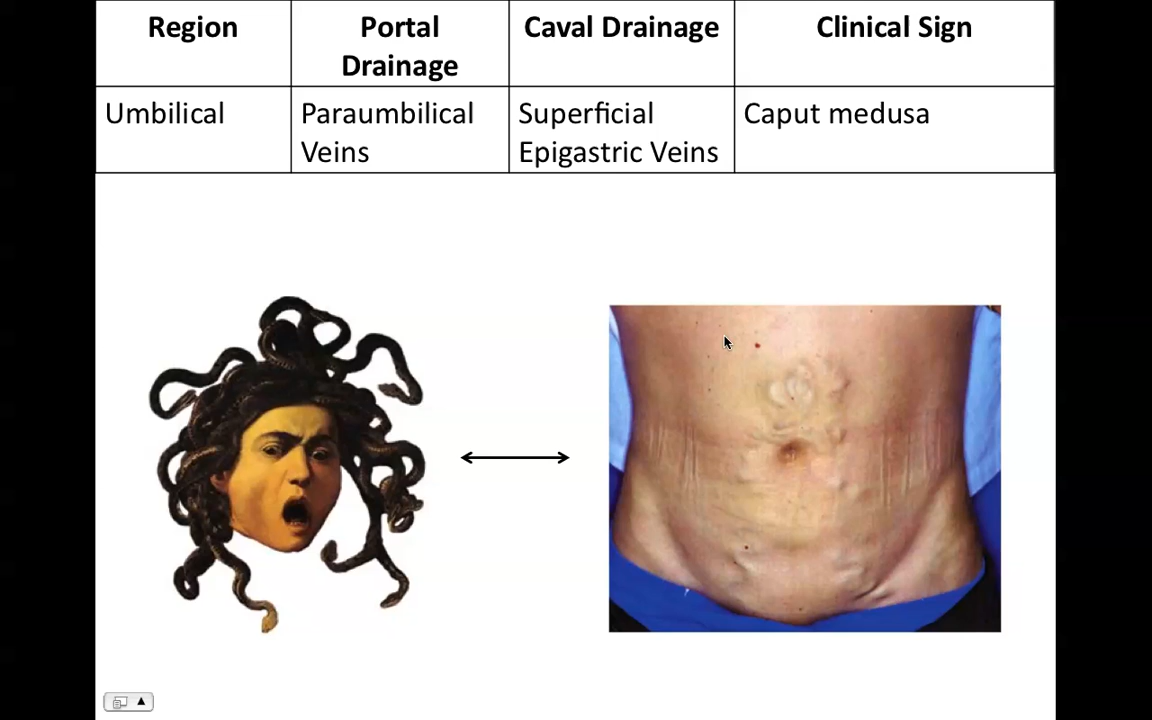 Region
Portal
Drainage
Caval Drainage
Clinical Sign
Umbilical
Paraumbilical
Veins
Superficial
Epigastric Veins
Caput medusa